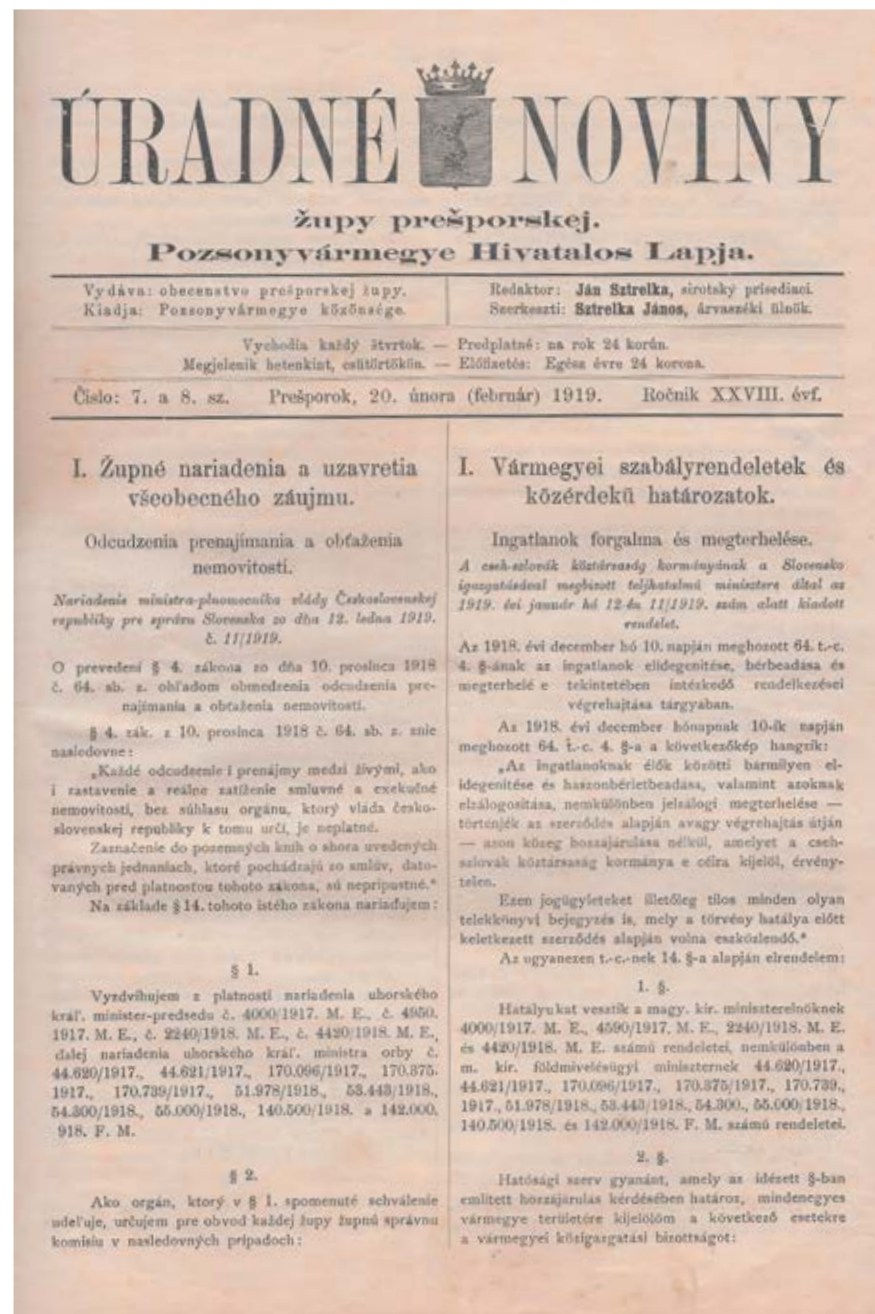 ÚRADNÉ NOVINY
župy prešporskej.
Pozsonyvármegye Hivatalos Lapja.
Vydáva: obecenstvo prešporskej župy.
Kiadja: Pozsonyvármegye közönsége.
Redaktor: Ján Sztrelka, sirotský prísediaci.
Szerkeszti: Sztrelka János, árvaszéki ülnök.
Vychodia každý štvrtok. — Predplatné: na rok 24 korún.
Megjelenik hetenkint, csütörtökön. — Előfizetés: Egész évre 24 korona.
Číslo: 7. a 8. sz. Prešporok, 20. února (február) 1919. Ročník XXVIII. évf.
I. Župné nariadenia a uzavretia
všeobecného záujmu.
Odcudzenia prenajímania a obťaženia
nemovitostí.
Nariadenie ministra-plnomocníka vlády Československej
republiky pre správu Slovenska zo dňa 12. ledna 1919.
č. 11/1919.
O prevedení § 4. zákona zo dňa 10. prosinca 1918
č. 64. sb. z. ohľadom obmedzenia odcudzenia pre-
najímania a obťaženia nemovitostí.
§ 4. zák. z 10. prosinca 1918 č. 64. sb. z. znie
nasledovne:
„Každé odcudzenie i prenájmy medzi živými, ako
i zastavenie a reálne zatíženie smluvné a exekučné
nemovitostí, bez súhlasu orgánu, ktorý vláda česko-
slovenskej republiky k tomu určí, je neplatné.
Zaznačenie do pozemných kníh o shora uvedených
právnych jednaniach, ktoré pochádzajú zo smlúv, dato-
vaných pred platnosťou tohoto zákona, sú neprípustné.“
Na základe § 14. tohoto istého zákona nariaďujem:
§ 1.
Vyzdvihujem z platnosti nariadenia uhorského
kráľ. minister-predsedu č. 4000/1917. M. E., č. 4950.
1917. M. E., č. 2240/1918. M. E., č. 4420/1918. M. E.,
ďalej nariadenia uhorského kráľ. ministra orby č.
44.620/1917., 44.621/1917., 170.096/1917., 170.375.
1917., 170.739/1917., 51.978/1918., 53.443/1918.,
54.300/1918., 55.000/1918., 140.500/1918. a 142.000.
918. F. M.
§ 2.
Ako orgán, ktorý v § 1. spomenuté schválenie
udeľuje, určujem pre obvod každej župy župnú správnu
komisiu v nasledovných prípadoch:
I. Vármegyei szabályrendeletek és
közérdekű határozatok.
Ingatlanok forgalma és megterhelése.
A cseh-szlovák köztársaság kormányának a Slovensko
igazgatásával megbízott teljhatalmú minisztere által az
1919. évi január hó 12-én 11/1919. szám alatt kiadott
rendelet.
Az 1918. évi december hó 10. napján meghozott 64. t.-c.
4. §-ának az ingatlanok elidegenítése, bérbeadása és
megterhelé e tekintetében intézkedő rendelkezései
végrehajtása tárgyában.
Az 1918. évi december hónapnak 10-ik napján
meghozott 64. t.-c. 4. §-a a következőkép hangzik:
„Az ingatlanoknak élők közötti bármilyen el-
idegenítése és haszonbérletbeadása, valamint azoknak
elzálogosítása, nemkülönben jelzálogi megterhelése —
történjék az szerződés alapján avagy végrehajtás útján
— azon közeg hozzájárulása nélkül, amelyet a cseh-
szlovák köztársaság kormánya e célra kijelöl, érvény-
telen.
Ezen jogügyleteket illetőleg tilos minden olyan
telekkönyvi bejegyzés is, mely a törvény hatálya előtt
keletkezett szerződés alapján volna eszközlendő.“
Az ugyanezen t.-c.-nek 14. §-a alapján elrendelem:
1. §.
Hatályukat vesztik a magy. kir. miniszterelnöknek
4000/1917. M. E., 4590/1917. M. E., 2240/1918. M. E.
és 4420/1918. M. E. számú rendeletei, nemkülönben a
m. kir. földmivelésügyi miniszternek 44.620/1917.,
44.621/1917., 170.096/1917., 170.375/1917., 170.739.,
1917., 51.978/1918., 53.443/1918., 54.300., 55.000/1918.,
140.500/1918. és 142.000/1918. F. M. számú rendeletei.
2. §.
Hatósági szerv gyanánt, amely az idézett §-ban
említett hozzájárulás kérdésében határoz, mindenegyes
vármegye területére kijelölöm a következő esetekre
a vármegyei közigazgatási bizottságot: